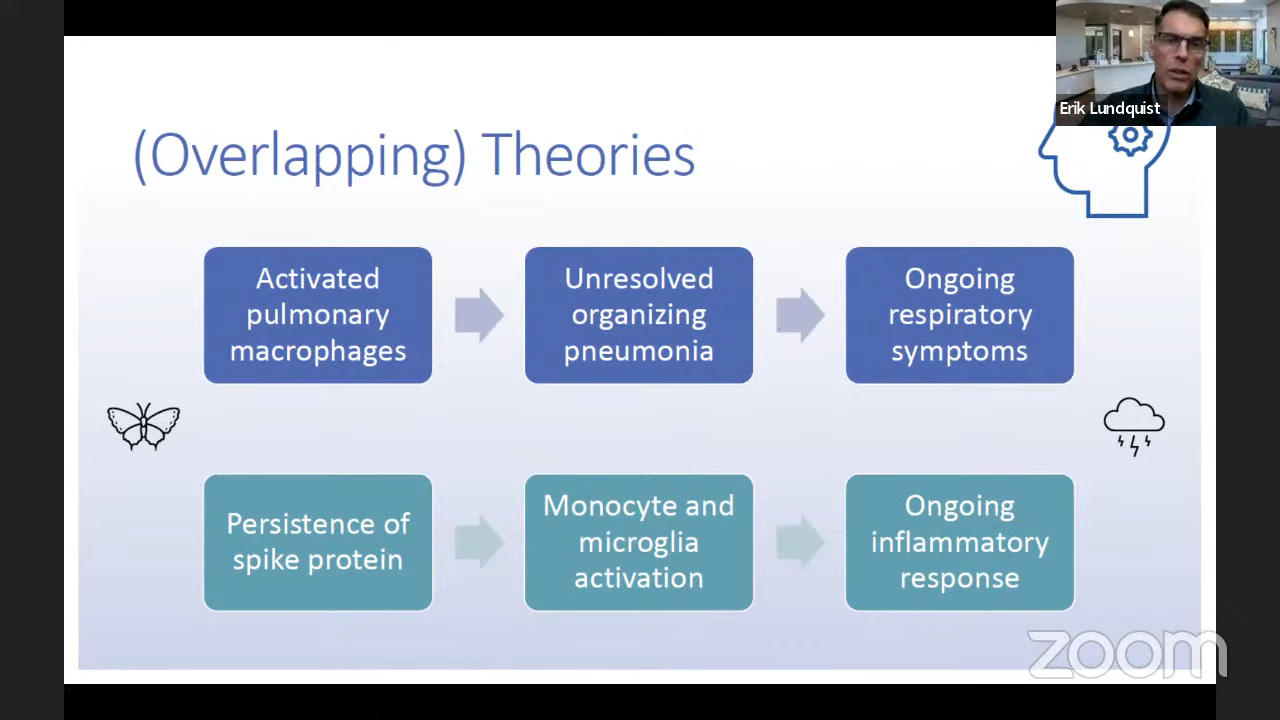 Erik Lundquist
(Overlapping) Theories
Activated
pulmonary
macrophages
Unresolved
organizing
pneumonia
Ongoing
respiratory
symptoms
Persistence of
spike protein
Monocyte and
microglia
activation
Ongoing
inflammatory
response
zoom